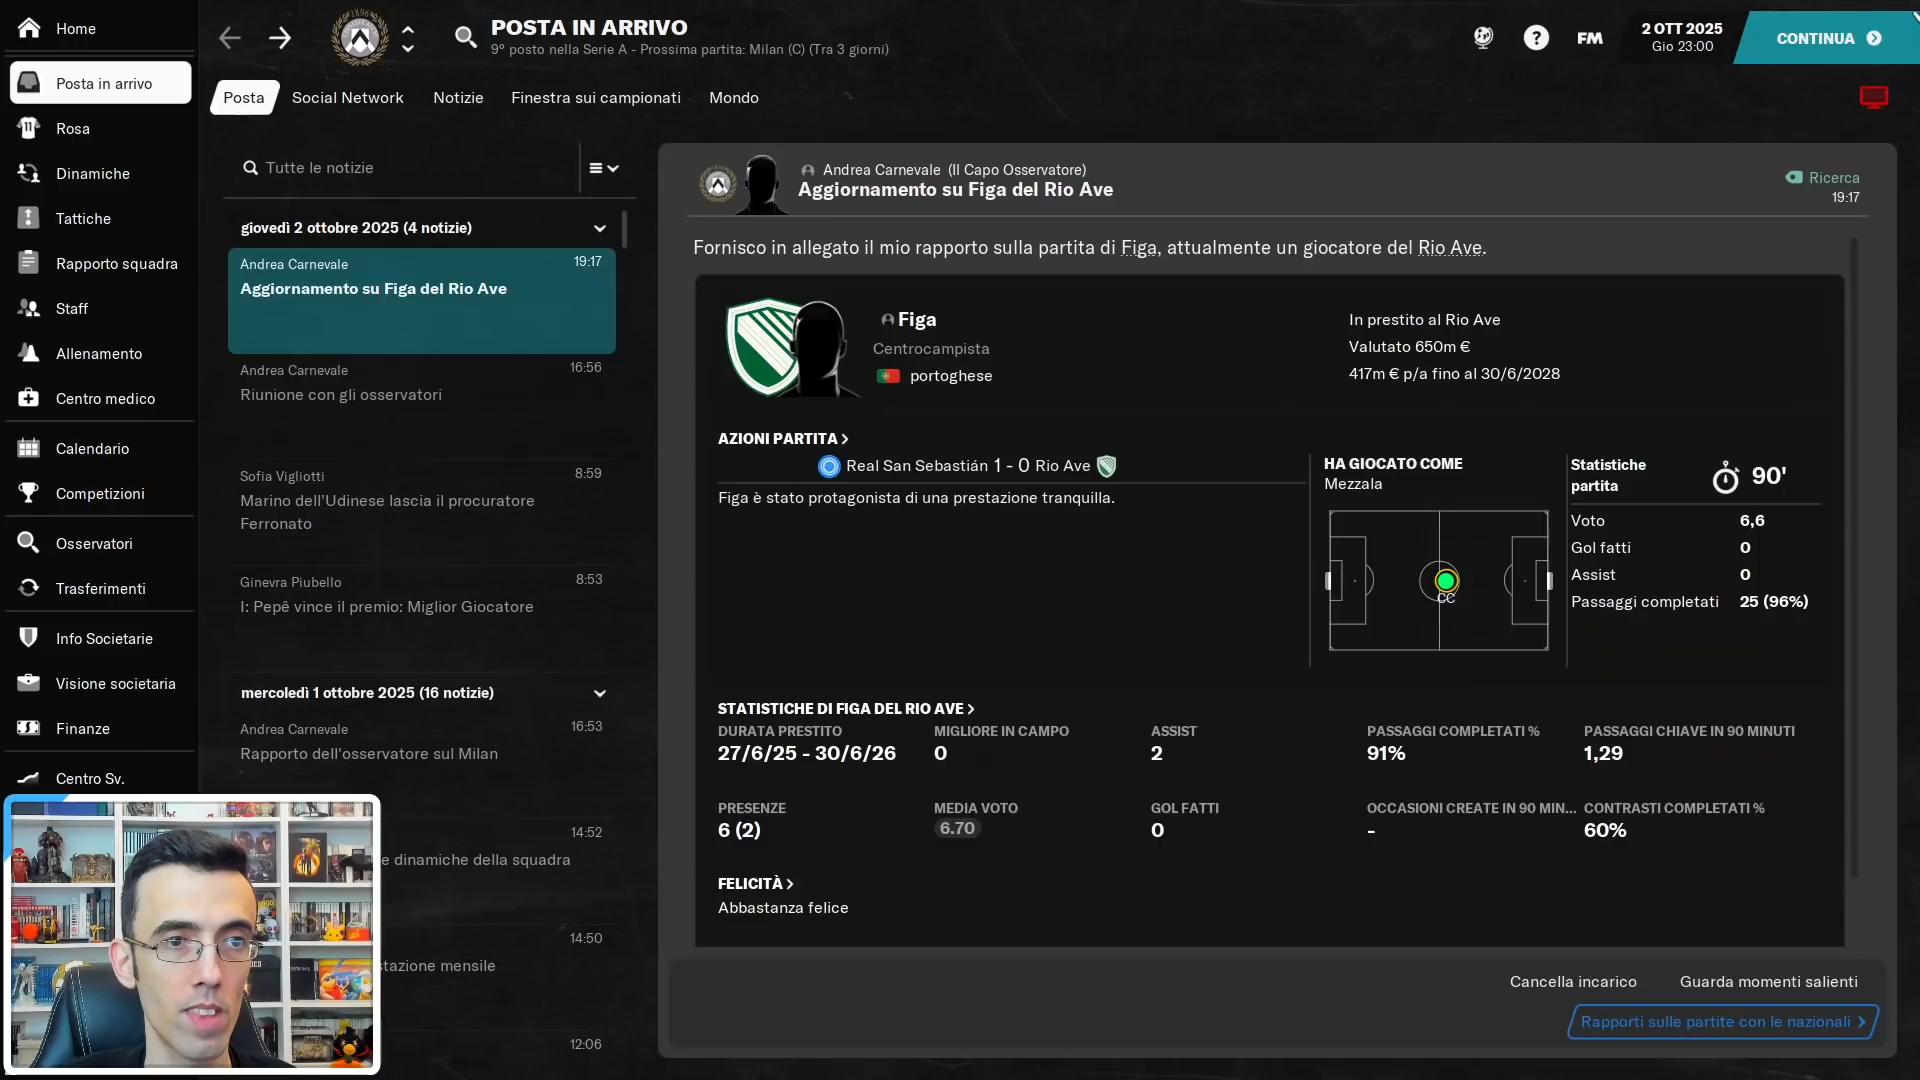 Home
Posta in arrivo
Rosa
Dinamiche
Tattiche
Rapporto squadra
Staff
Allenamento
Centro medico
Calendario
Competizioni
Osservatori
Trasferimenti
Info Societarie
Visione societaria
Finanze
Centro Sv.
POSTA IN ARRIVO
9º posto nella Serie A - Prossima partita: Milan (C) (Tra 3 giorni)
FM
2 OTT 2025
Gio 23:00
CONTINUA
Posta
Social Network
Notizie
Finestra sui campionati
Mondo
Tutte le notizie
giovedì 2 ottobre 2025 (4 notizie)
Andrea Carnevale 19:17
Aggiornamento su Figa del Rio Ave
Andrea Carnevale 16:56
Riunione con gli osservatori
Sofia Vigliotti 8:59
Marino dell'Udinese lascia il procuratore
Ferronato
Ginevra Piubello 8:53
I: Pepê vince il premio: Miglior Giocatore
mercoledì 1 ottobre 2025 (16 notizie)
Andrea Carnevale 16:53
Rapporto dell'osservatore sul Milan
14:52
e dinamiche della squadra
14:50
stazione mensile
12:06
Andrea Carnevale (Il Capo Osservatore)
Aggiornamento su Figa del Rio Ave
Ricerca
19:17
Fornisco in allegato il mio rapporto sulla partita di Figa, attualmente un giocatore del Rio Ave.
Figa
Centrocampista
portoghese
In prestito al Rio Ave
Valutato 650m €
417m € p/a fino al 30/6/2028
AZIONI PARTITA
Real San Sebastián 1 - 0 Rio Ave
Figa è stato protagonista di una prestazione tranquilla.
HA GIOCATO COME
Mezzala
CC
Statistiche
partita
90'
Voto 6,6
Gol fatti 0
Assist 0
Passaggi completati 25 (96%)
STATISTICHE DI FIGA DEL RIO AVE
DURATA PRESTITO MIGLIORE IN CAMPO ASSIST PASSAGGI COMPLETATI % PASSAGGI CHIAVE IN 90 MINUTI
27/6/25 - 30/6/26 0 2 91% 1,29
PRESENZE MEDIA VOTO GOL FATTI OCCASIONI CREATE IN 90 MIN... CONTRASTI COMPLETATI %
6 (2) 6.70 0 - 60%
FELICITÀ
Abbastanza felice
Cancella incarico
Guarda momenti salienti
Rapporti sulle partite con le nazionali